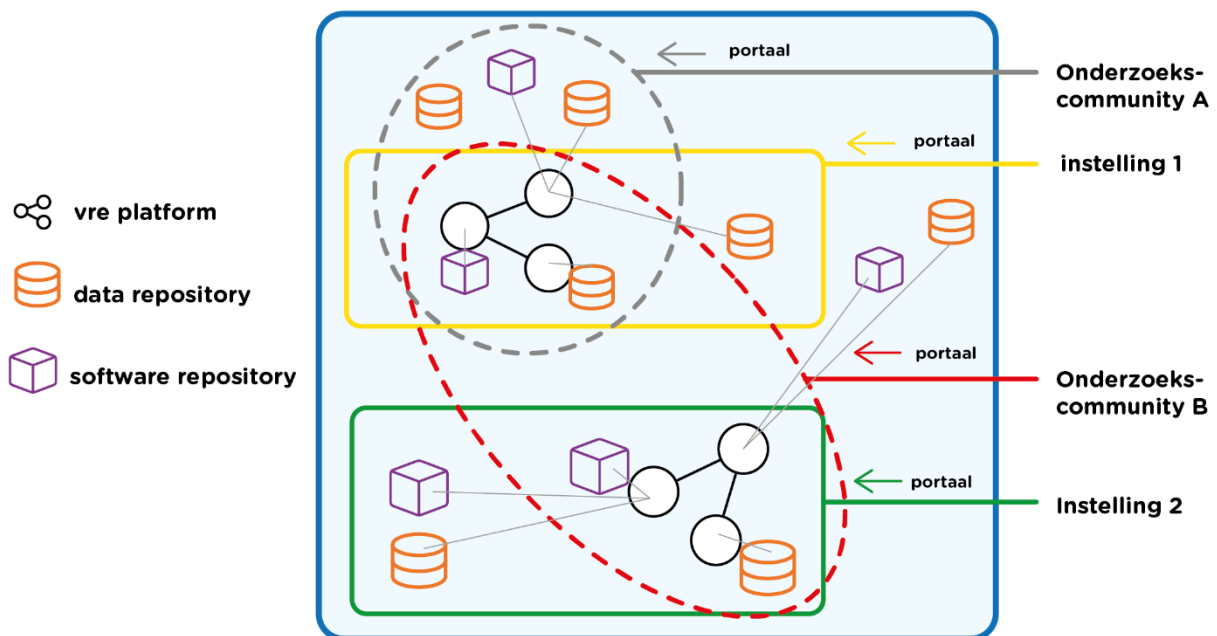 portaal
Onderzoeks-
community A
portaal
instelling 1
vre platform
data repository
software repository
portaal
Onderzoeks-
community B
portaal
Instelling 2